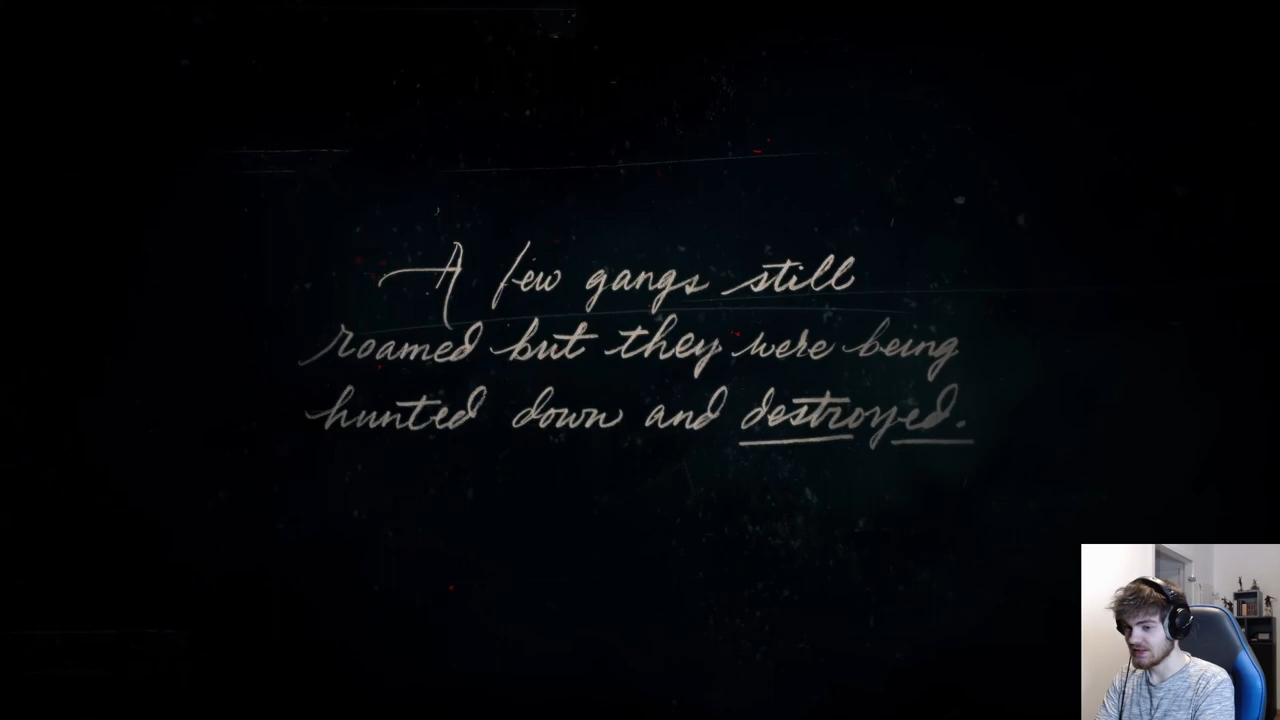 A few gangs still
roamed but they were being
hunted down and destroyed.